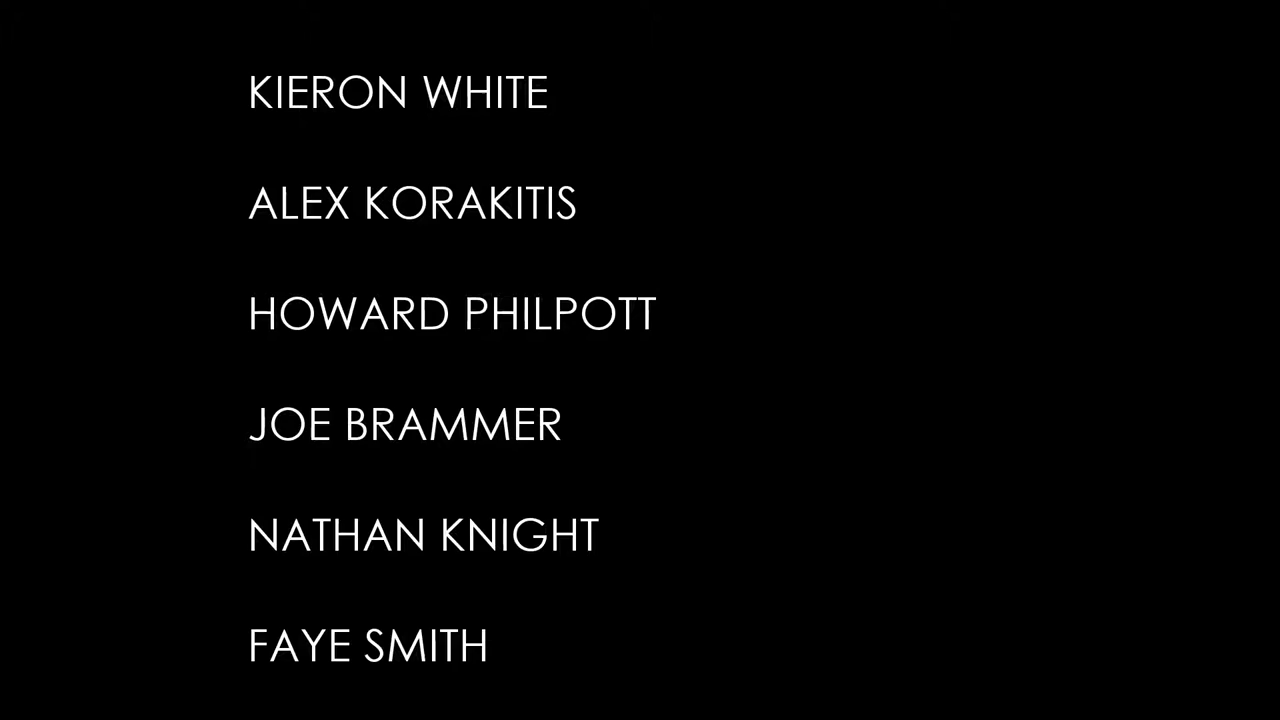 KIERON WHITE
ALEX KORAKITIS
HOWARD PHILPOTT
JOE BRAMMER
NATHAN KNIGHT
FAYE SMITH